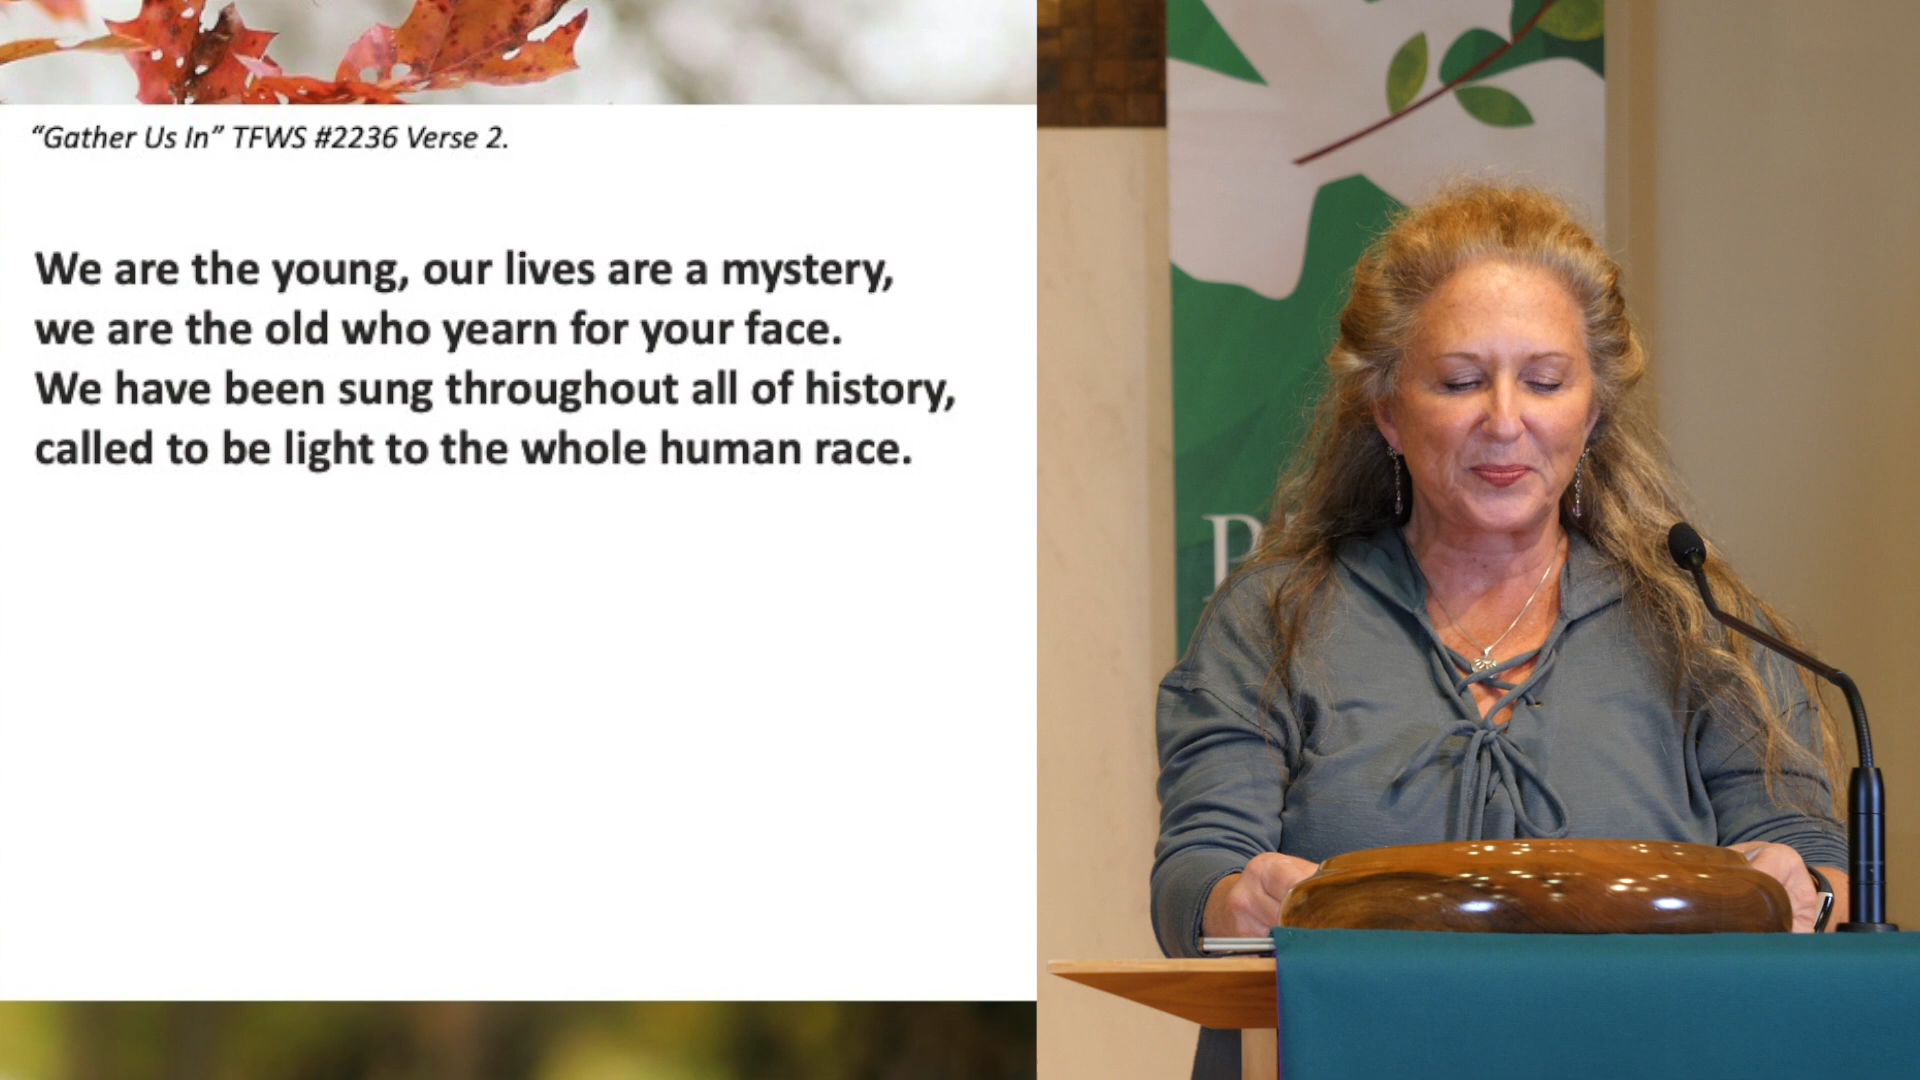 “Gather Us In” TFWS #2236 Verse 2.
We are the young, our lives are a mystery,
we are the old who yearn for your face.
We have been sung throughout all of history,
called to be light to the whole human race.